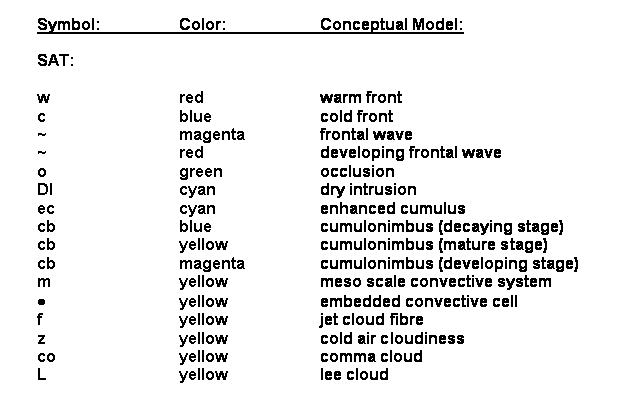 Symbol: Color: Conceptual Model:
SAT:
w red warm front
c blue cold front
~ magenta frontal wave
~ red developing frontal wave
o green occlusion
DI cyan dry intrusion
ec cyan enhanced cumulus
cb blue cumulonimbus (decaying stage)
cb yellow cumulonimbus (mature stage)
cb magenta cumulonimbus (developing stage)
m yellow meso scale convective system
● yellow embedded convective cell
f yellow jet cloud fibre
z yellow cold air cloudiness
co yellow comma cloud
L yellow lee cloud